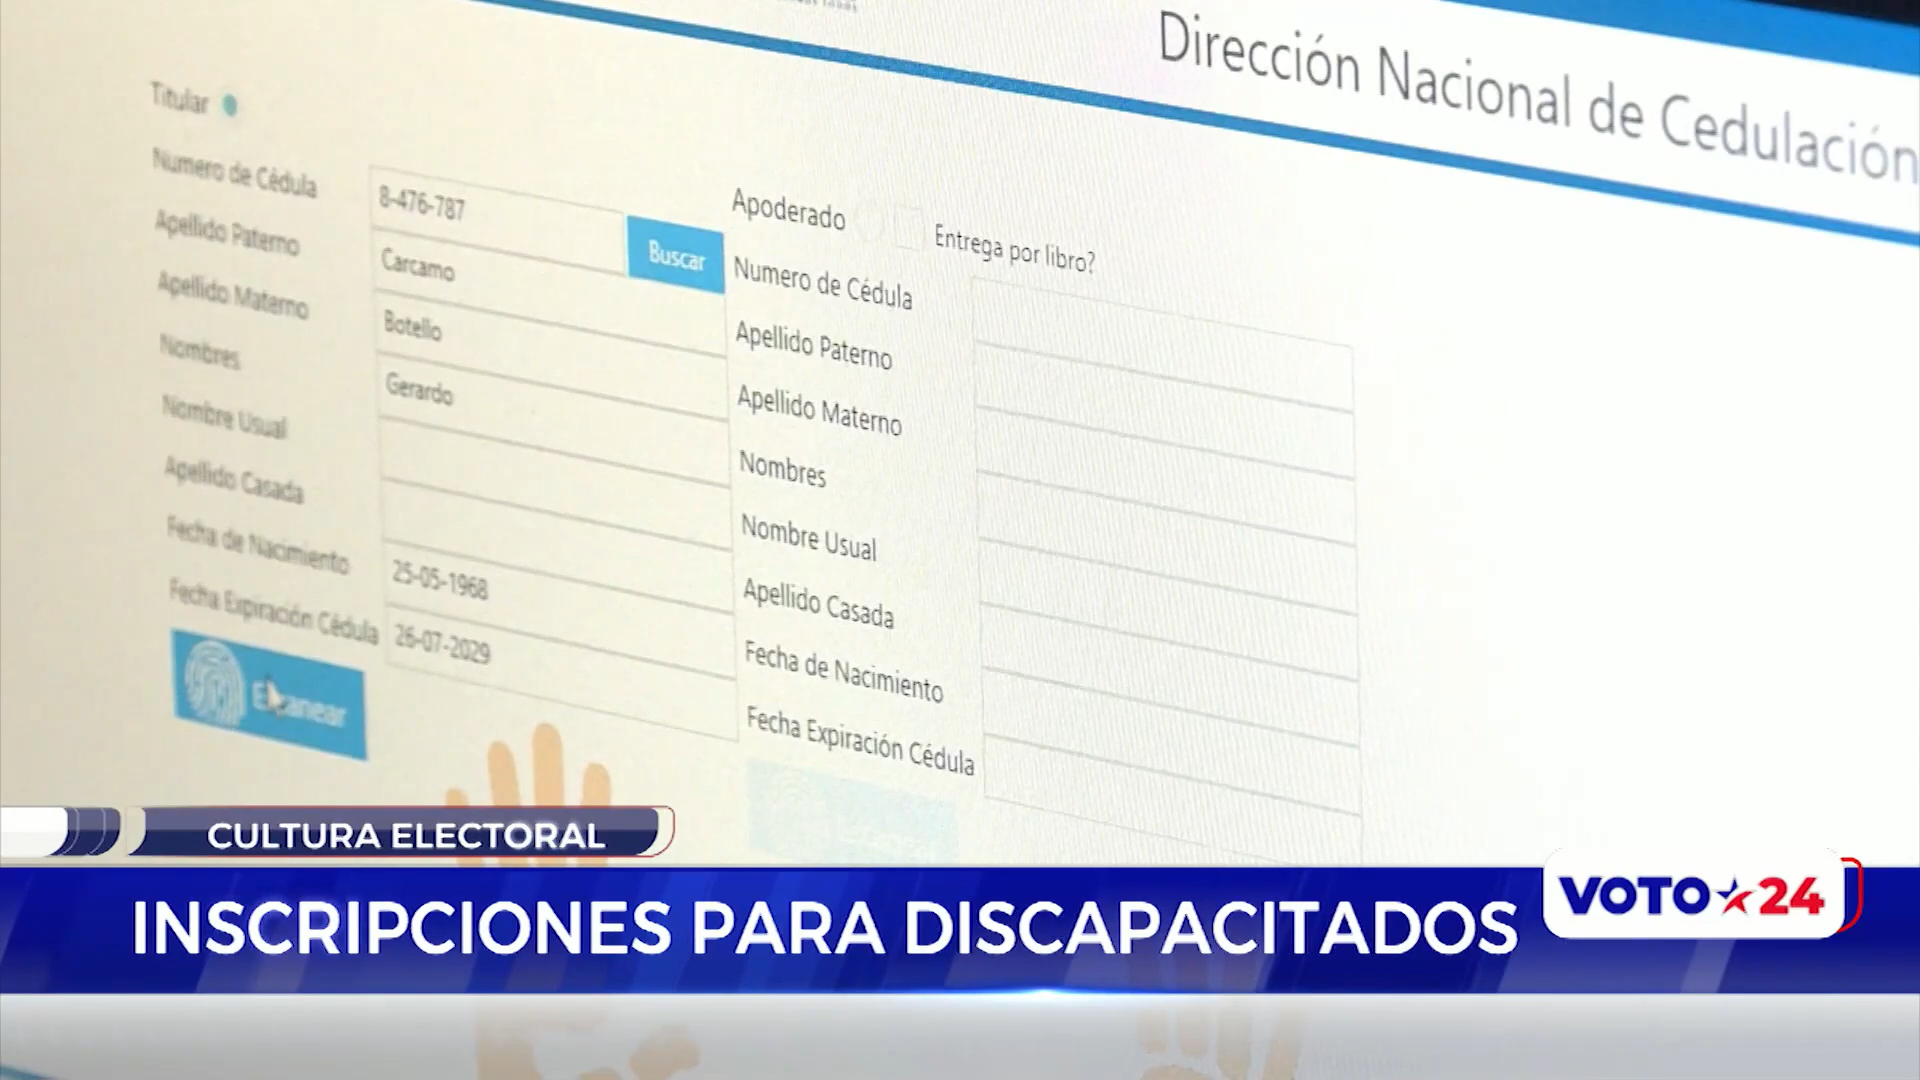 Dirección Nacional de Cedulación
Titular
Numero de Cédula
8-476-787
Buscar
Apellido Paterno
Carcamo
Apellido Materno
Botello
Nombres
Gerardo
Nombre Usual
Apellido Casada
Fecha de Nacimiento
25-05-1968
Fecha Expiración Cédula
26-07-2029
Apoderado
Entrega por libro?
Numero de Cédula
Apellido Paterno
Apellido Materno
Nombres
Nombre Usual
Apellido Casada
Fecha de Nacimiento
Fecha Expiración Cédula
CULTURA ELECTORAL
INSCRIPCIONES PARA DISCAPACITADOS
VOTO 24